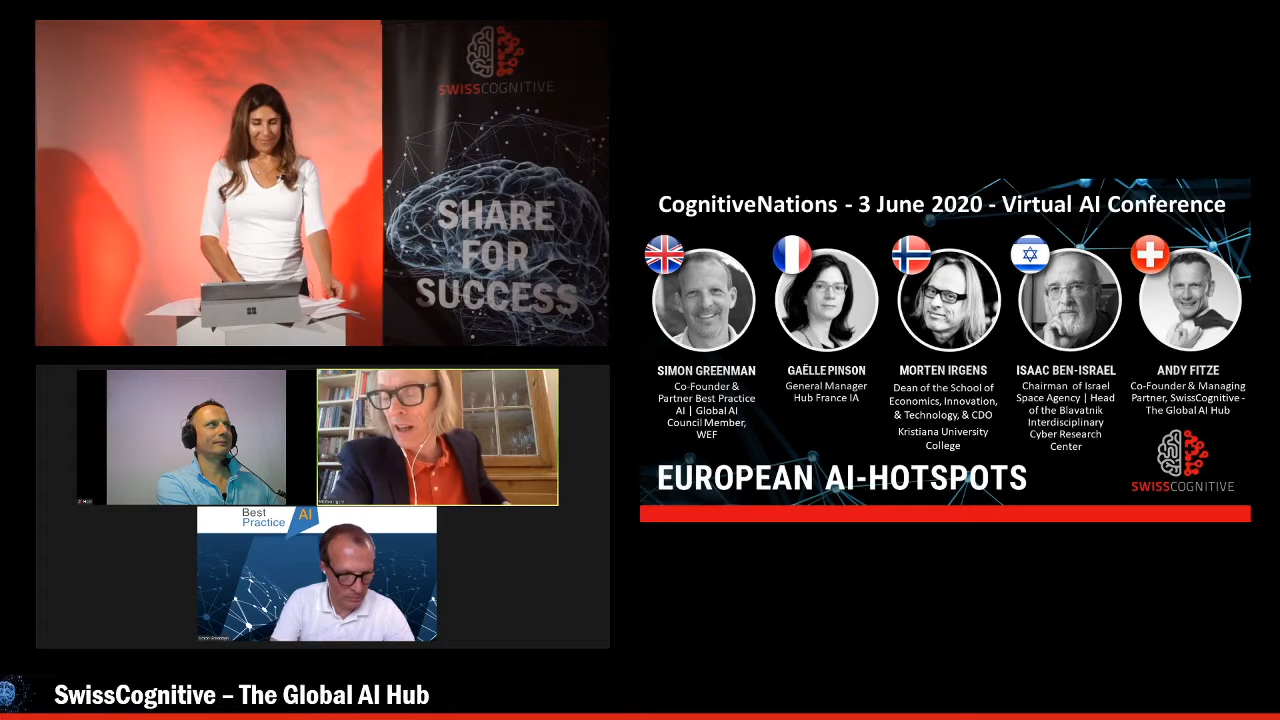 SWISSCOGNITIVE
SHARE
FOR
SUCCESS
Best
Practice
AI
Simon Greenman
CognitiveNations - 3 June 2020 - Virtual AI Conference
SIMON GREENMAN
Co-Founder &
Partner Best Practice
AI | Global AI
Council Member,
WEF
GAËLLE PINSON
General Manager
Hub France IA
MORTEN IRGENS
Dean of the School of
Economics, Innovation,
& Technology, & CDO
Kristiana University
College
ISAAC BEN-ISRAEL
Chairman of Israel
Space Agency | Head
of the Blavatnik
Interdisciplinary
Cyber Research
Center
ANDY FITZE
Co-Founder & Managing
Partner, SwissCognitive -
The Global AI Hub
EUROPEAN AI-HOTSPOTS
SWISSCOGNITIVE
SwissCognitive – The Global AI Hub